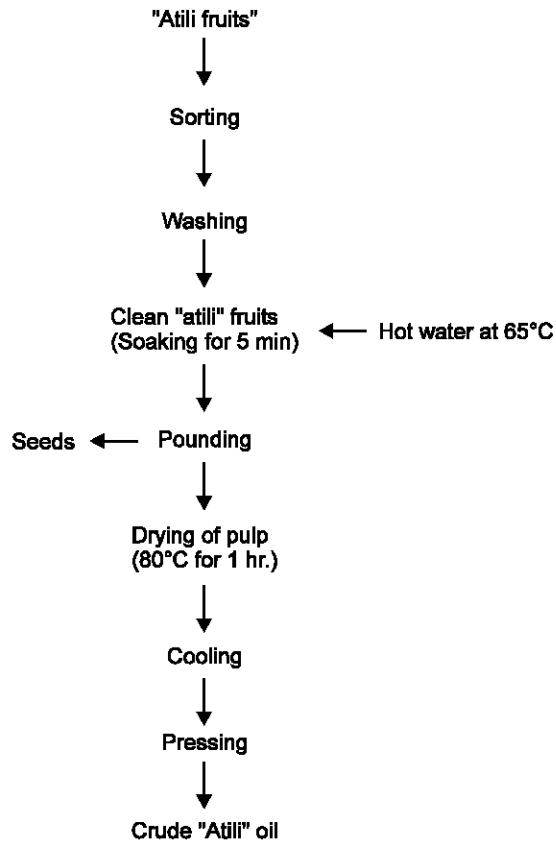 "Atili fruits"
Sorting
Washing
Clean "atili" fruits
(Soaking for 5 min)
Hot water at 65°C
Seeds
Pounding
Drying of pulp
(80°C for 1 hr.)
Cooling
Pressing
Crude "Atili" oil